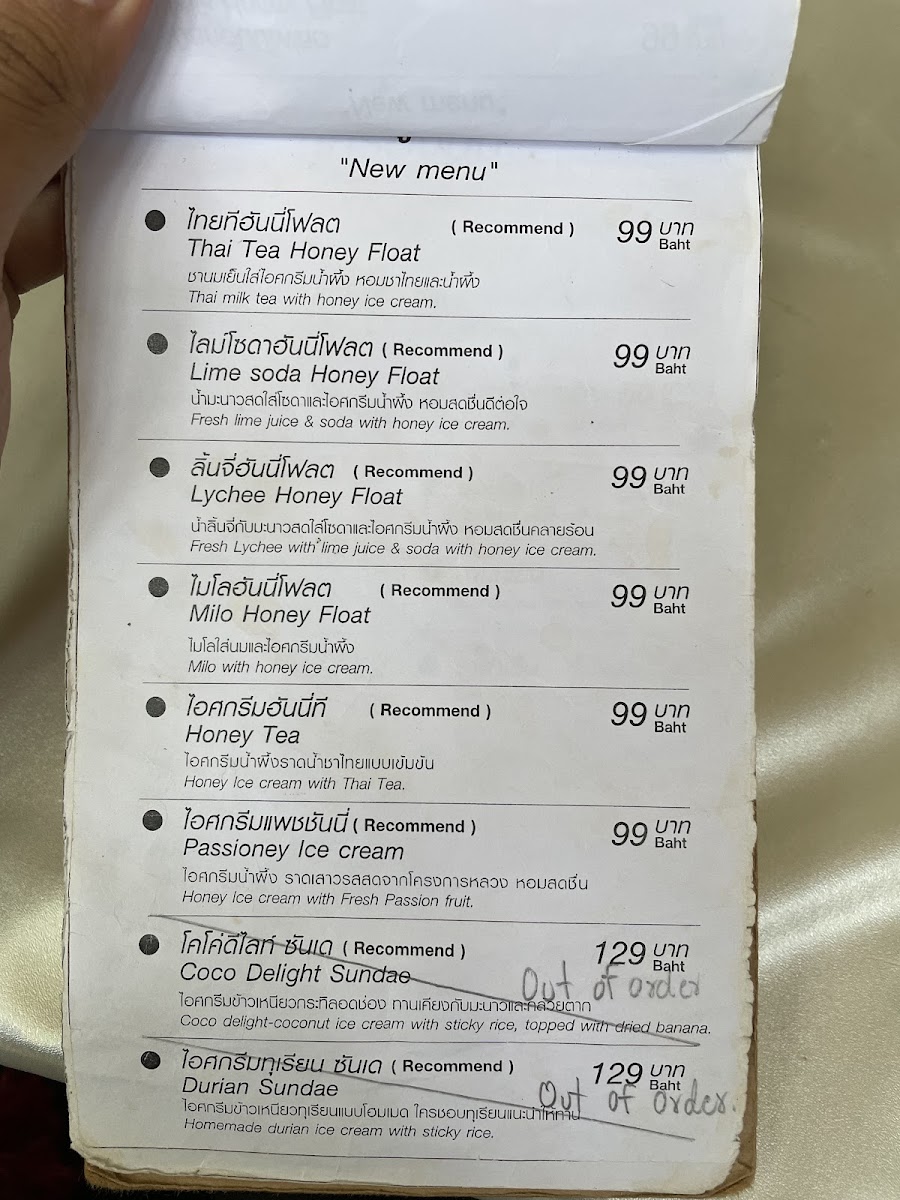 "New menu"
ไทยทีฮันนี่โฟลต ( Recommend ) 99 บาท
Thai Tea Honey Float Baht
ชานมเย็นใส่ไอศกรีมน้ำผึ้ง หอมชาไทยและน้ำผึ้ง
Thai milk tea with honey ice cream.
ไลม์โซดาฮันนี่โฟลต ( Recommend ) 99 บาท
Lime soda Honey Float Baht
น้ำมะนาวสดใส่โซดาและไอศกรีมน้ำผึ้ง หอมสดชื่นดีต่อใจ
Fresh lime juice & soda with honey ice cream.
ลิ้นจี่ฮันนี่โฟลต ( Recommend ) 99 บาท
Lychee Honey Float Baht
น้ำลิ้นจี่กับมะนาวสดใส่โซดาและไอศกรีมน้ำผึ้ง หอมสดชื่นคลายร้อน
Fresh Lychee with lime juice & soda with honey ice cream.
ไมโลฮันนี่โฟลต ( Recommend ) 99 บาท
Milo Honey Float Baht
ไมโลใส่นมและไอศกรีมน้ำผึ้ง
Milo with honey ice cream.
ไอศกรีมฮันนี่ที ( Recommend ) 99 บาท
Honey Tea Baht
ไอศกรีมน้ำผึ้งราดน้ำชาไทยแบบเข้มข้น
Honey Ice cream with Thai Tea.
ไอศกรีมแพชชันนี่ ( Recommend ) 99 บาท
Passioney Ice cream Baht
ไอศกรีมน้ำผึ้ง ราดเสาวรสสดจากโครงการหลวง หอมสดชื่น
Honey Ice cream with Fresh Passion fruit.
โคโค่ดีไลท์ ซันเด ( Recommend ) 129 บาท
Coco Delight Sundae Baht
Out of order
ไอศกรีมข้าวเหนียวกะทิลอดช่อง ทานเคียงกับมะนาวและกล้วยตาก
Coco delight-coconut ice cream with sticky rice, topped with dried banana.
ไอศกรีมทุเรียน ซันเด ( Recommend ) 129 บาท
Durian Sundae Baht
Out of order.
ไอศกรีมข้าวเหนียวทุเรียนแบบโฮมเมด ใครชอบทุเรียนแนะนำให้ทาน
Homemade durian ice cream with sticky rice.